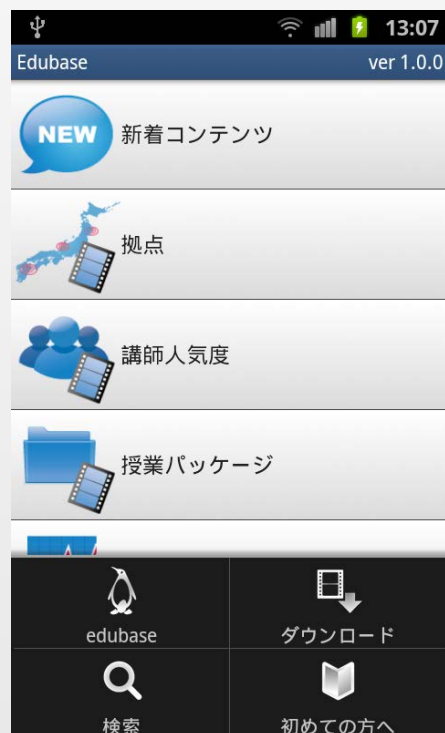 13:07
Edubase ver 1.0.0
NEW 新着コンテンツ
拠点
講師人気度
授業パッケージ
edubase ダウンロード
検索 初めての方へ